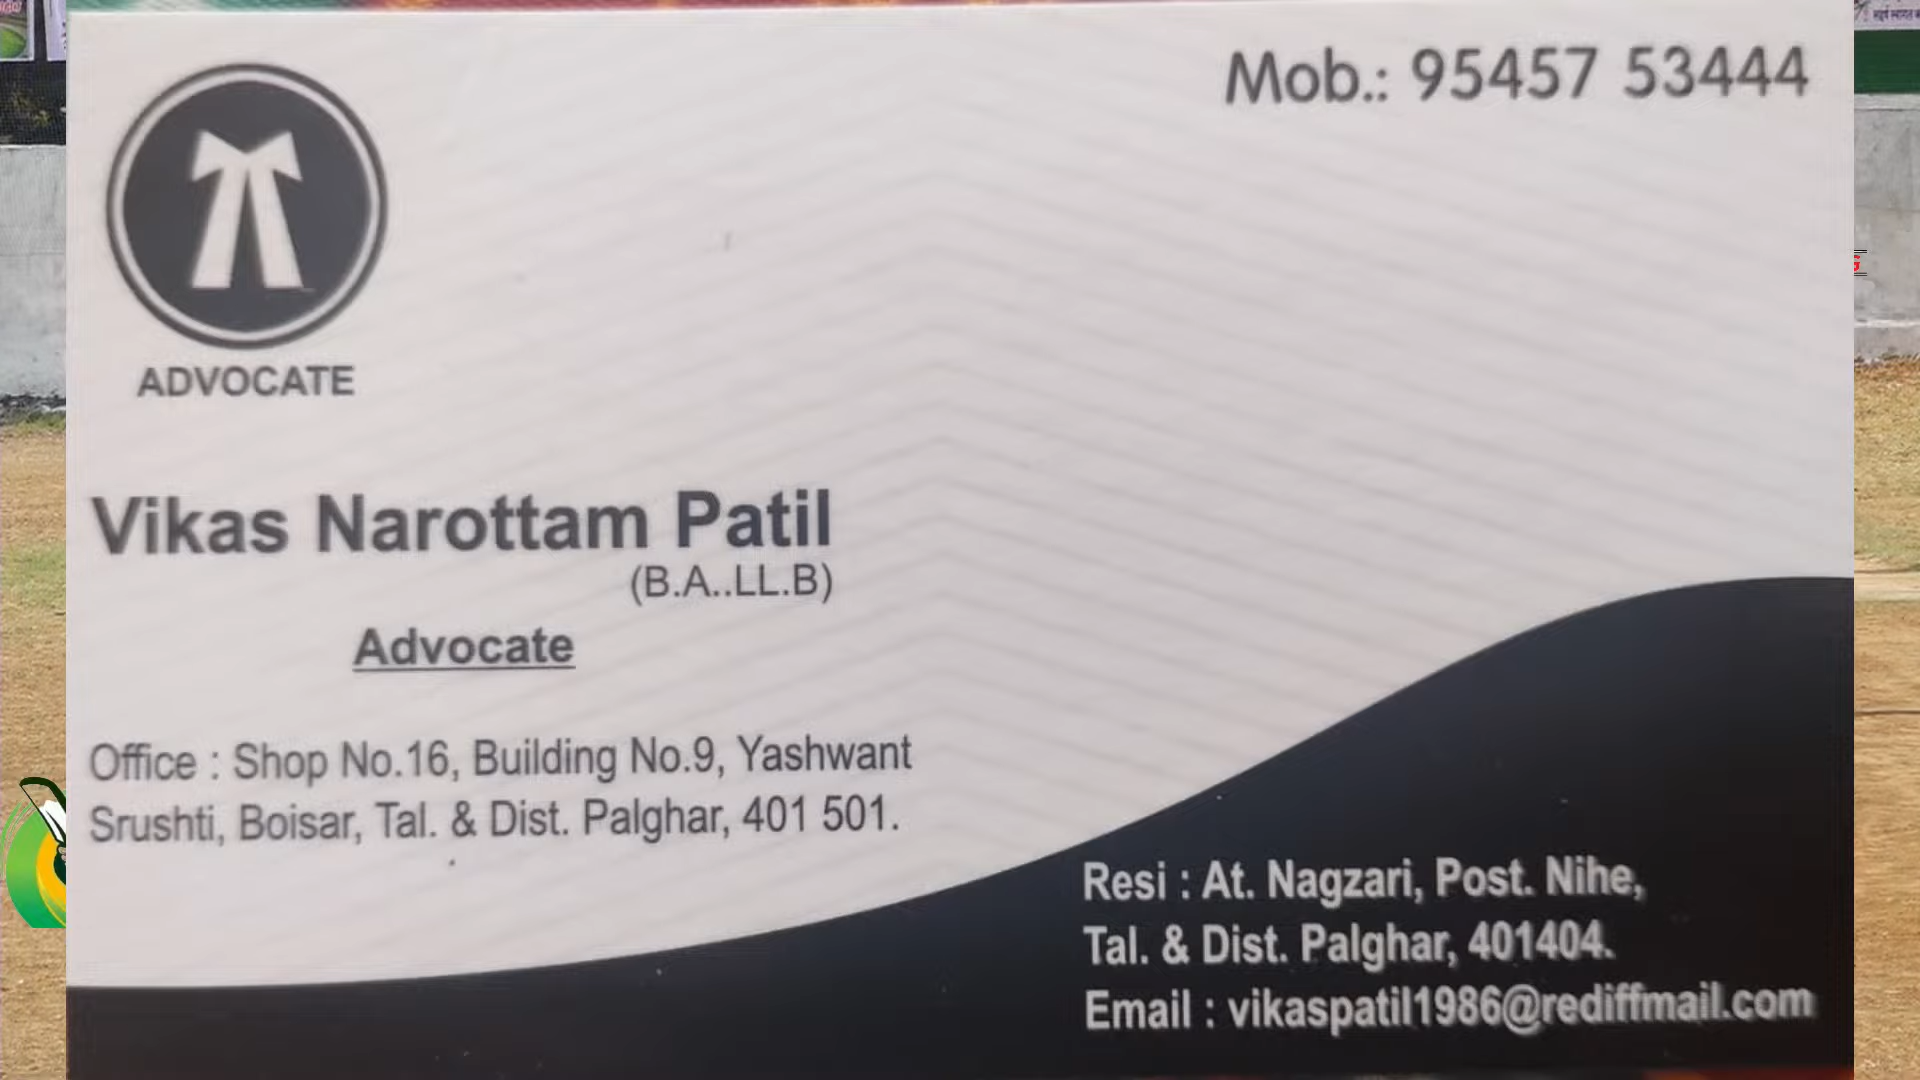 Mob.: 95457 53444
ADVOCATE
Vikas Narottam Patil
(B.A..LL.B)
Advocate
Office : Shop No.16, Building No.9, Yashwant
Srushti, Boisar, Tal. & Dist. Palghar, 401 501.
Resi : At. Nagzari, Post. Nihe,
Tal. & Dist. Palghar, 401404.
Email : vikaspatil1986@rediffmail.com